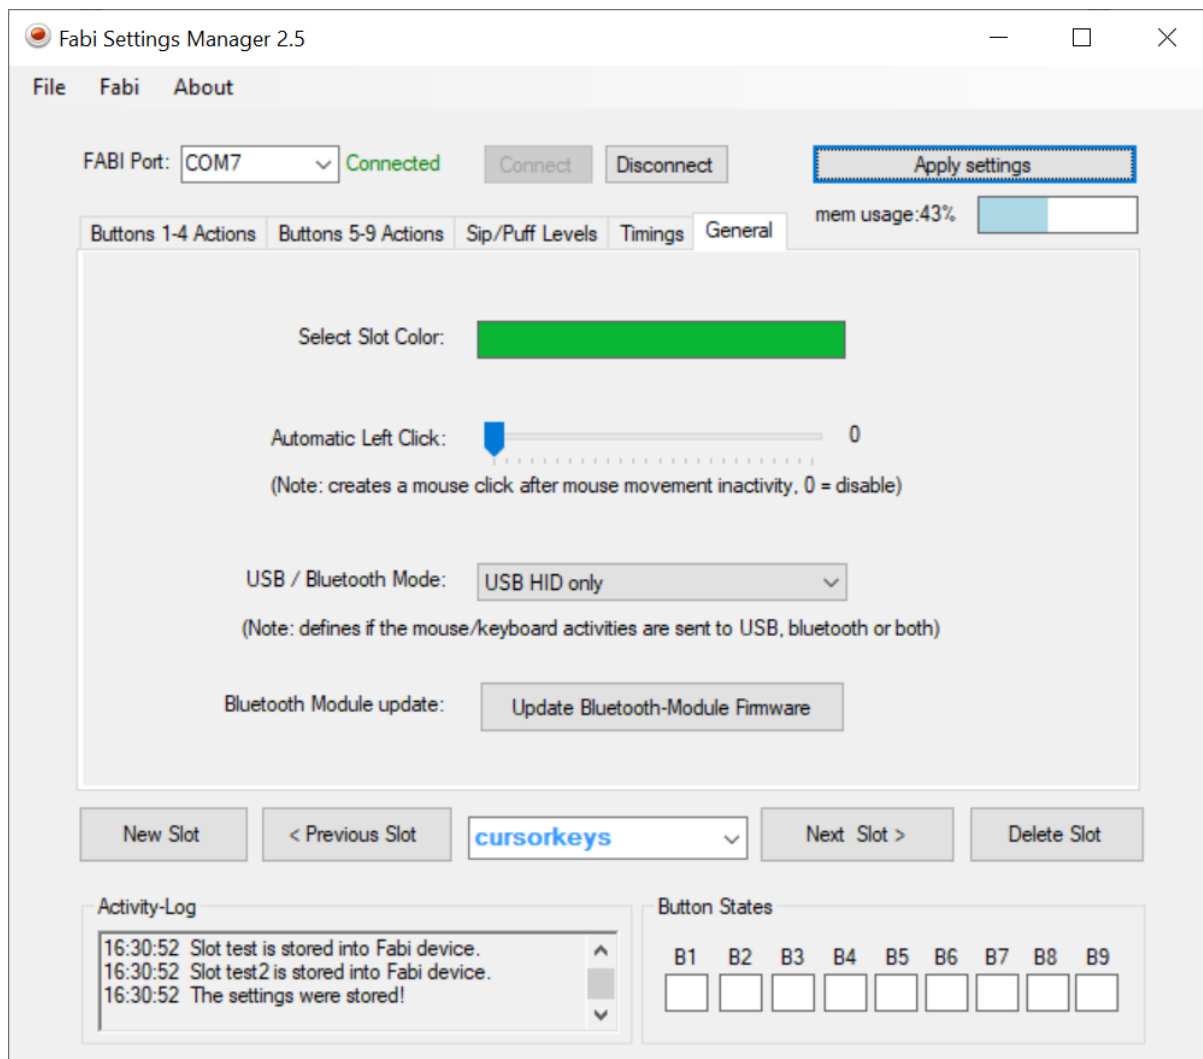 Fabi Settings Manager 2.5
File Fabi About
FABI Port: COM7 Connected Connect Disconnect Apply settings
mem usage:43%
Buttons 1-4 Actions Buttons 5-9 Actions Sip/Puff Levels Timings General
Select Slot Color:
Automatic Left Click: 0
(Note: creates a mouse click after mouse movement inactivity, 0 = disable)
USB / Bluetooth Mode: USB HID only
(Note: defines if the mouse/keyboard activities are sent to USB, bluetooth or both)
Bluetooth Module update: Update Bluetooth-Module Firmware
New Slot < Previous Slot cursorkeys Next Slot > Delete Slot
Activity-Log
16:30:52 Slot test is stored into Fabi device.
16:30:52 Slot test2 is stored into Fabi device.
16:30:52 The settings were stored!
Button States
B1 B2 B3 B4 B5 B6 B7 B8 B9